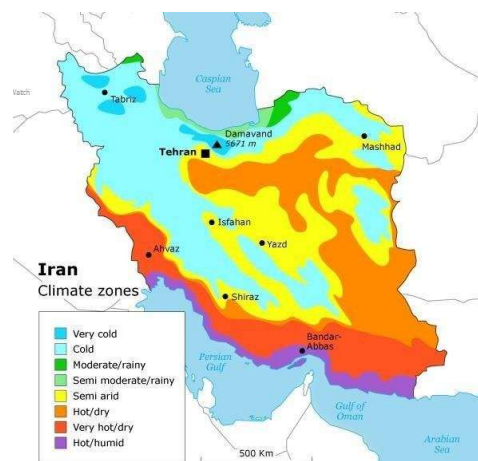 Caspian
Sea
Watch
Tabriz
Damavand
5671 m
Tehran
Mashhad
Isfahan
Yazd
Ahvaz
Iran
Climate zones
Shiraz
Bandar-
Abbas
Very cold
Cold
Moderate/rainy
Semi moderate/rainy
Semi arid
Hot/dry
Very hot/dry
Hot/humid
Persian
Gulf
Gulf of
Oman
Arabian
Sea
500 Km